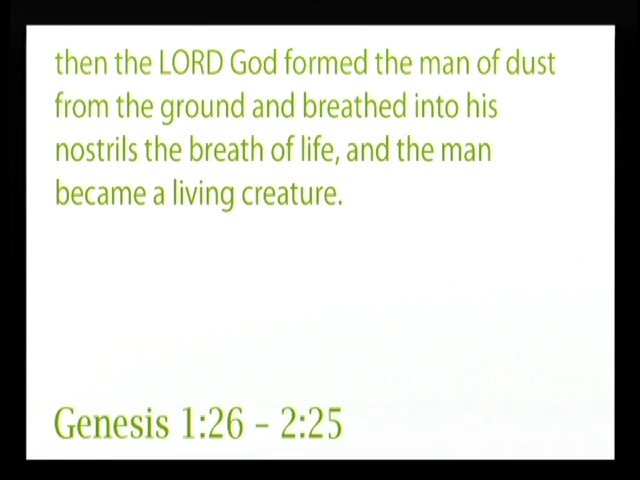 then the LORD God formed the man of dust
from the ground and breathed into his
nostrils the breath of life, and the man
became a living creature.
Genesis 1:26 – 2:25